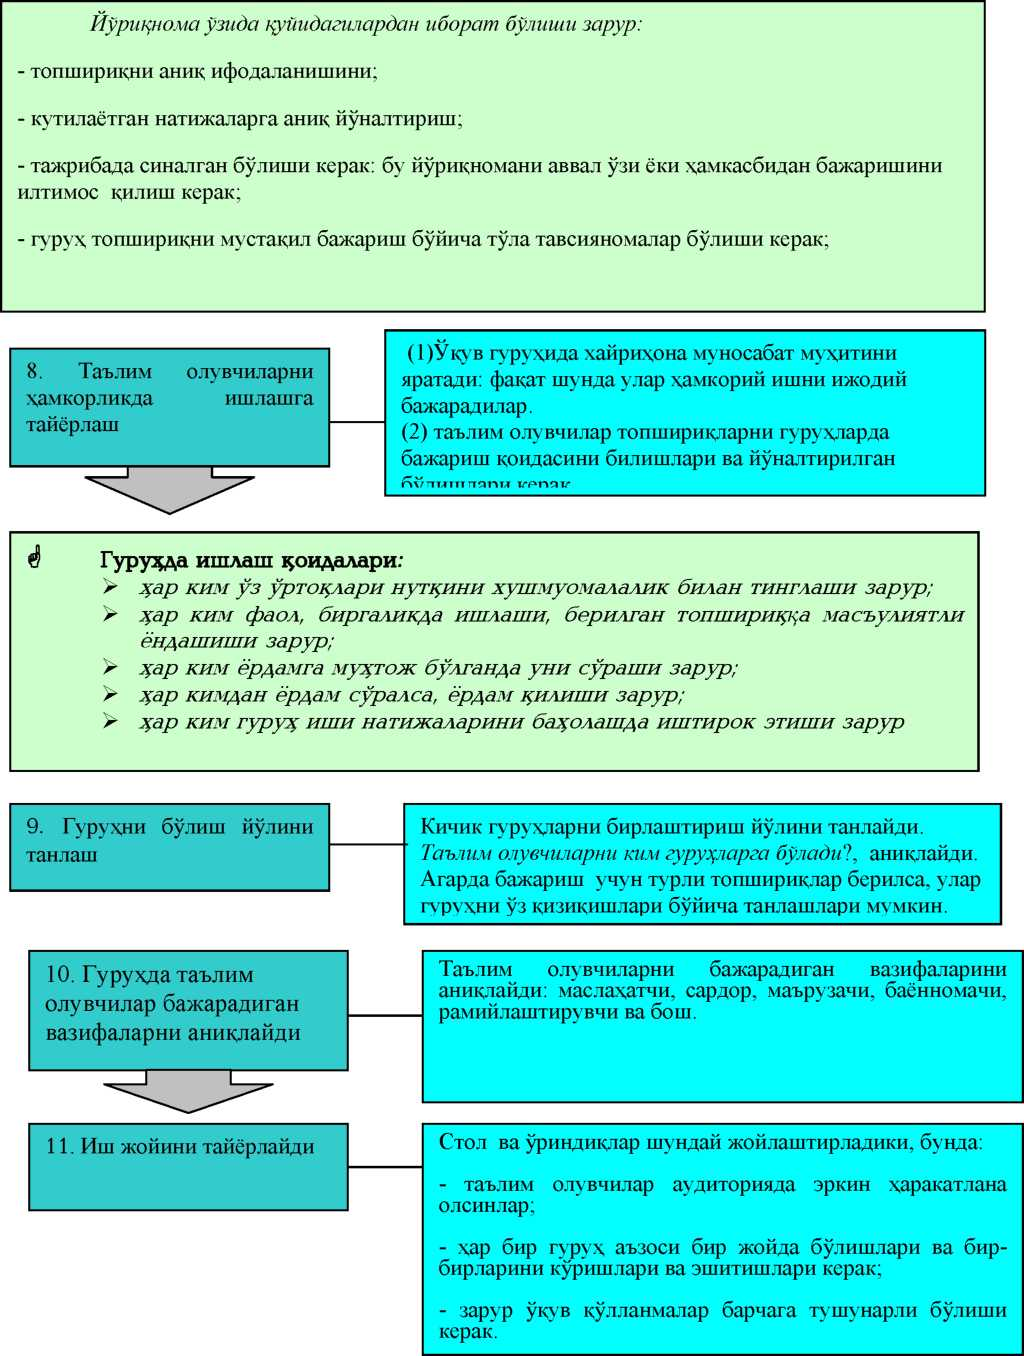 Йўриқнома ўзида қуйидагилардан иборат бўлиши зарур:
- топшириқни аниқ ифодаланишини;
- кутилаётган натижаларга аниқ йўналтириш;
- тажрибада синалган бўлиши керак: бу йўриқномани аввал ўзи ёки ҳамкасбидан бажаришини
илтимос қилиш керак;
- гуруҳ топшириқни мустақил бажариш бўйича тўла тавсияномалар бўлиши керак;
8. Таълим олувчиларни
ҳамкорликда ишлашга
тайёрлаш
(1)Ўқув гуруҳида хайриҳона муносабат муҳитини
яратади: фақат шунда улар ҳамкорий ишни ижодий
бажарадилар.
(2) таълим олувчилар топшириқларни гуруҳларда
бажариш қоидасини билишлари ва йўналтирилган
бўлишлари керак
Гуруҳда ишлаш қоидалари:
➢ ҳар ким ўз ўртоқлари нутқини хушмуомалалик билан тинглаши зарур;
➢ ҳар ким фаол, биргаликда ишлаши, берилган топшириққа масъулиятли
ёндашиши зарур;
➢ ҳар ким ёрдамга муҳтож бўлганда уни сўраши зарур;
➢ ҳар кимдан ёрдам сўралса, ёрдам қилиши зарур;
➢ ҳар ким гуруҳ иши натижаларини баҳолашда иштирок этиши зарур
9. Гуруҳни бўлиш йўлини
танлаш
Кичик гуруҳларни бирлаштириш йўлини танлайди.
Таълим олувчиларни ким гуруҳларга бўлади?, аниқлайди.
Агарда бажариш учун турли топшириқлар берилса, улар
гуруҳни ўз қизиқишлари бўйича танлашлари мумкин.
10. Гуруҳда таълим
олувчилар бажарадиган
вазифаларни аниқлайди
Таълим олувчиларни бажарадиган вазифаларини
аниқлайди: маслаҳатчи, сардор, маърузачи, баённомачи,
рамийлаштирувчи ва бош.
11. Иш жойини тайёрлайди
Стол ва ўриндиқлар шундай жойлаштирладики, бунда:
- таълим олувчилар аудиторияда эркин ҳаракатлана
олсинлар;
- ҳар бир гуруҳ аъзоси бир жойда бўлишлари ва бир-
бирларини кўришлари ва эшитишлари керак;
- зарур ўқув қўлланмалар барчага тушунарли бўлиши
керак.